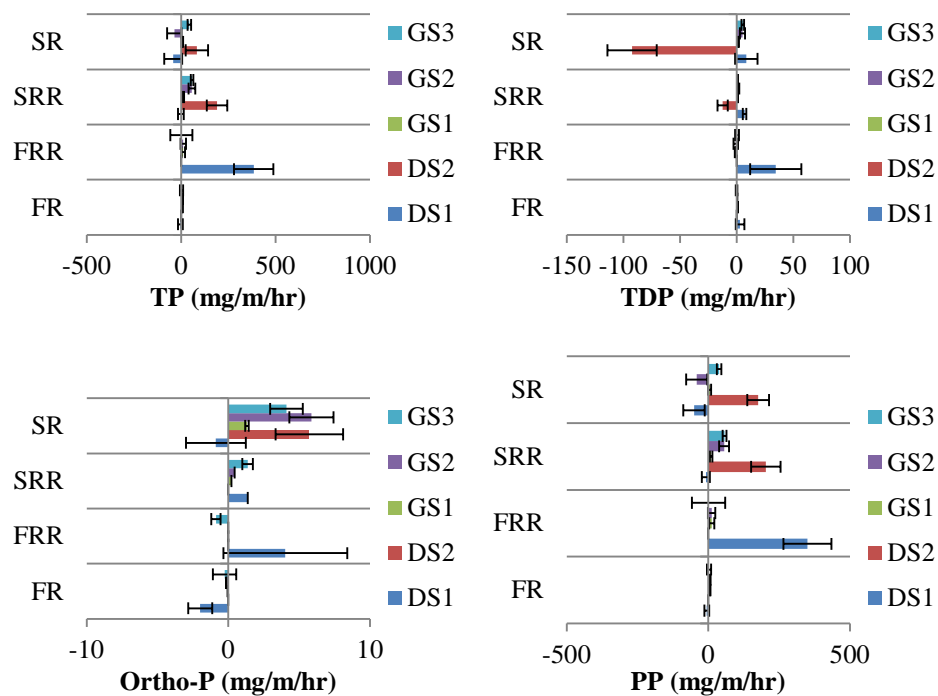 SR
SRR
FRR
FR
-500 0 500 1000
TP (mg/m/hr)
GS3
GS2
GS1
DS2
DS1
SR
SRR
FRR
FR
-150 -100 -50 0 50 100
TDP (mg/m/hr)
GS3
GS2
GS1
DS2
DS1
SR
SRR
FRR
FR
-10 0 10
Ortho-P (mg/m/hr)
GS3
GS2
GS1
DS2
DS1
SR
SRR
FRR
FR
-500 0 500
PP (mg/m/hr)
GS3
GS2
GS1
DS2
DS1